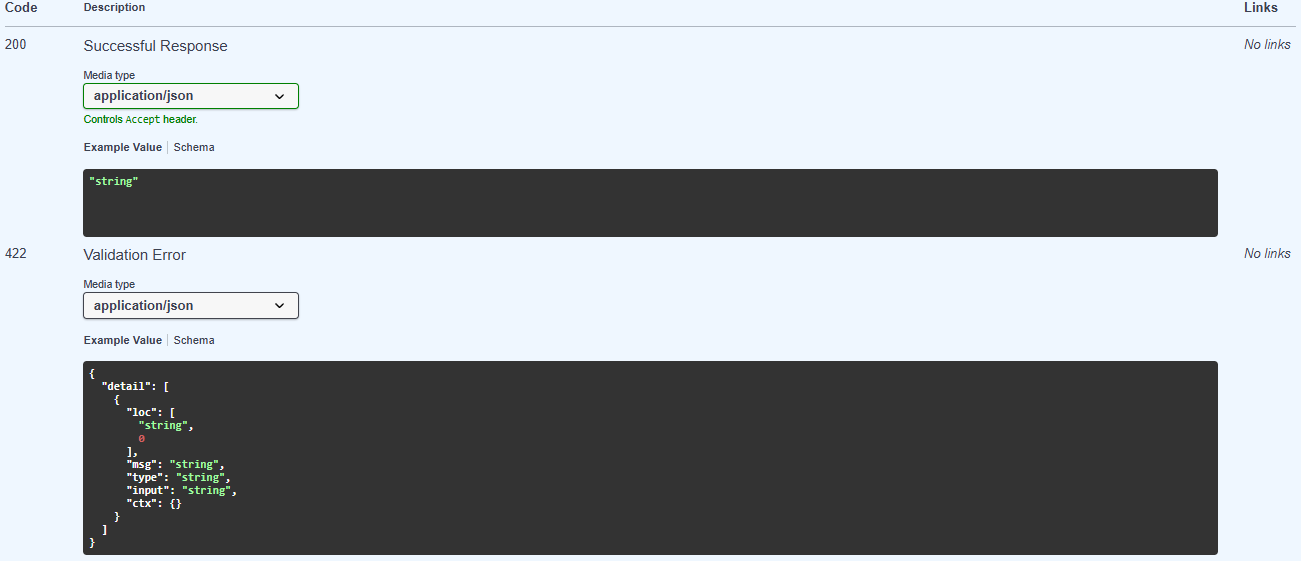 Code Description Links
200 Successful Response No links
Media type
application/json
Controls Accept header.
Example Value Schema
"string"
422 Validation Error No links
Media type
application/json
Example Value Schema
{
"detail": [
{
"loc": [
"string",
0
],
"msg": "string",
"type": "string",
"input": "string",
"ctx": {}
}
]
}